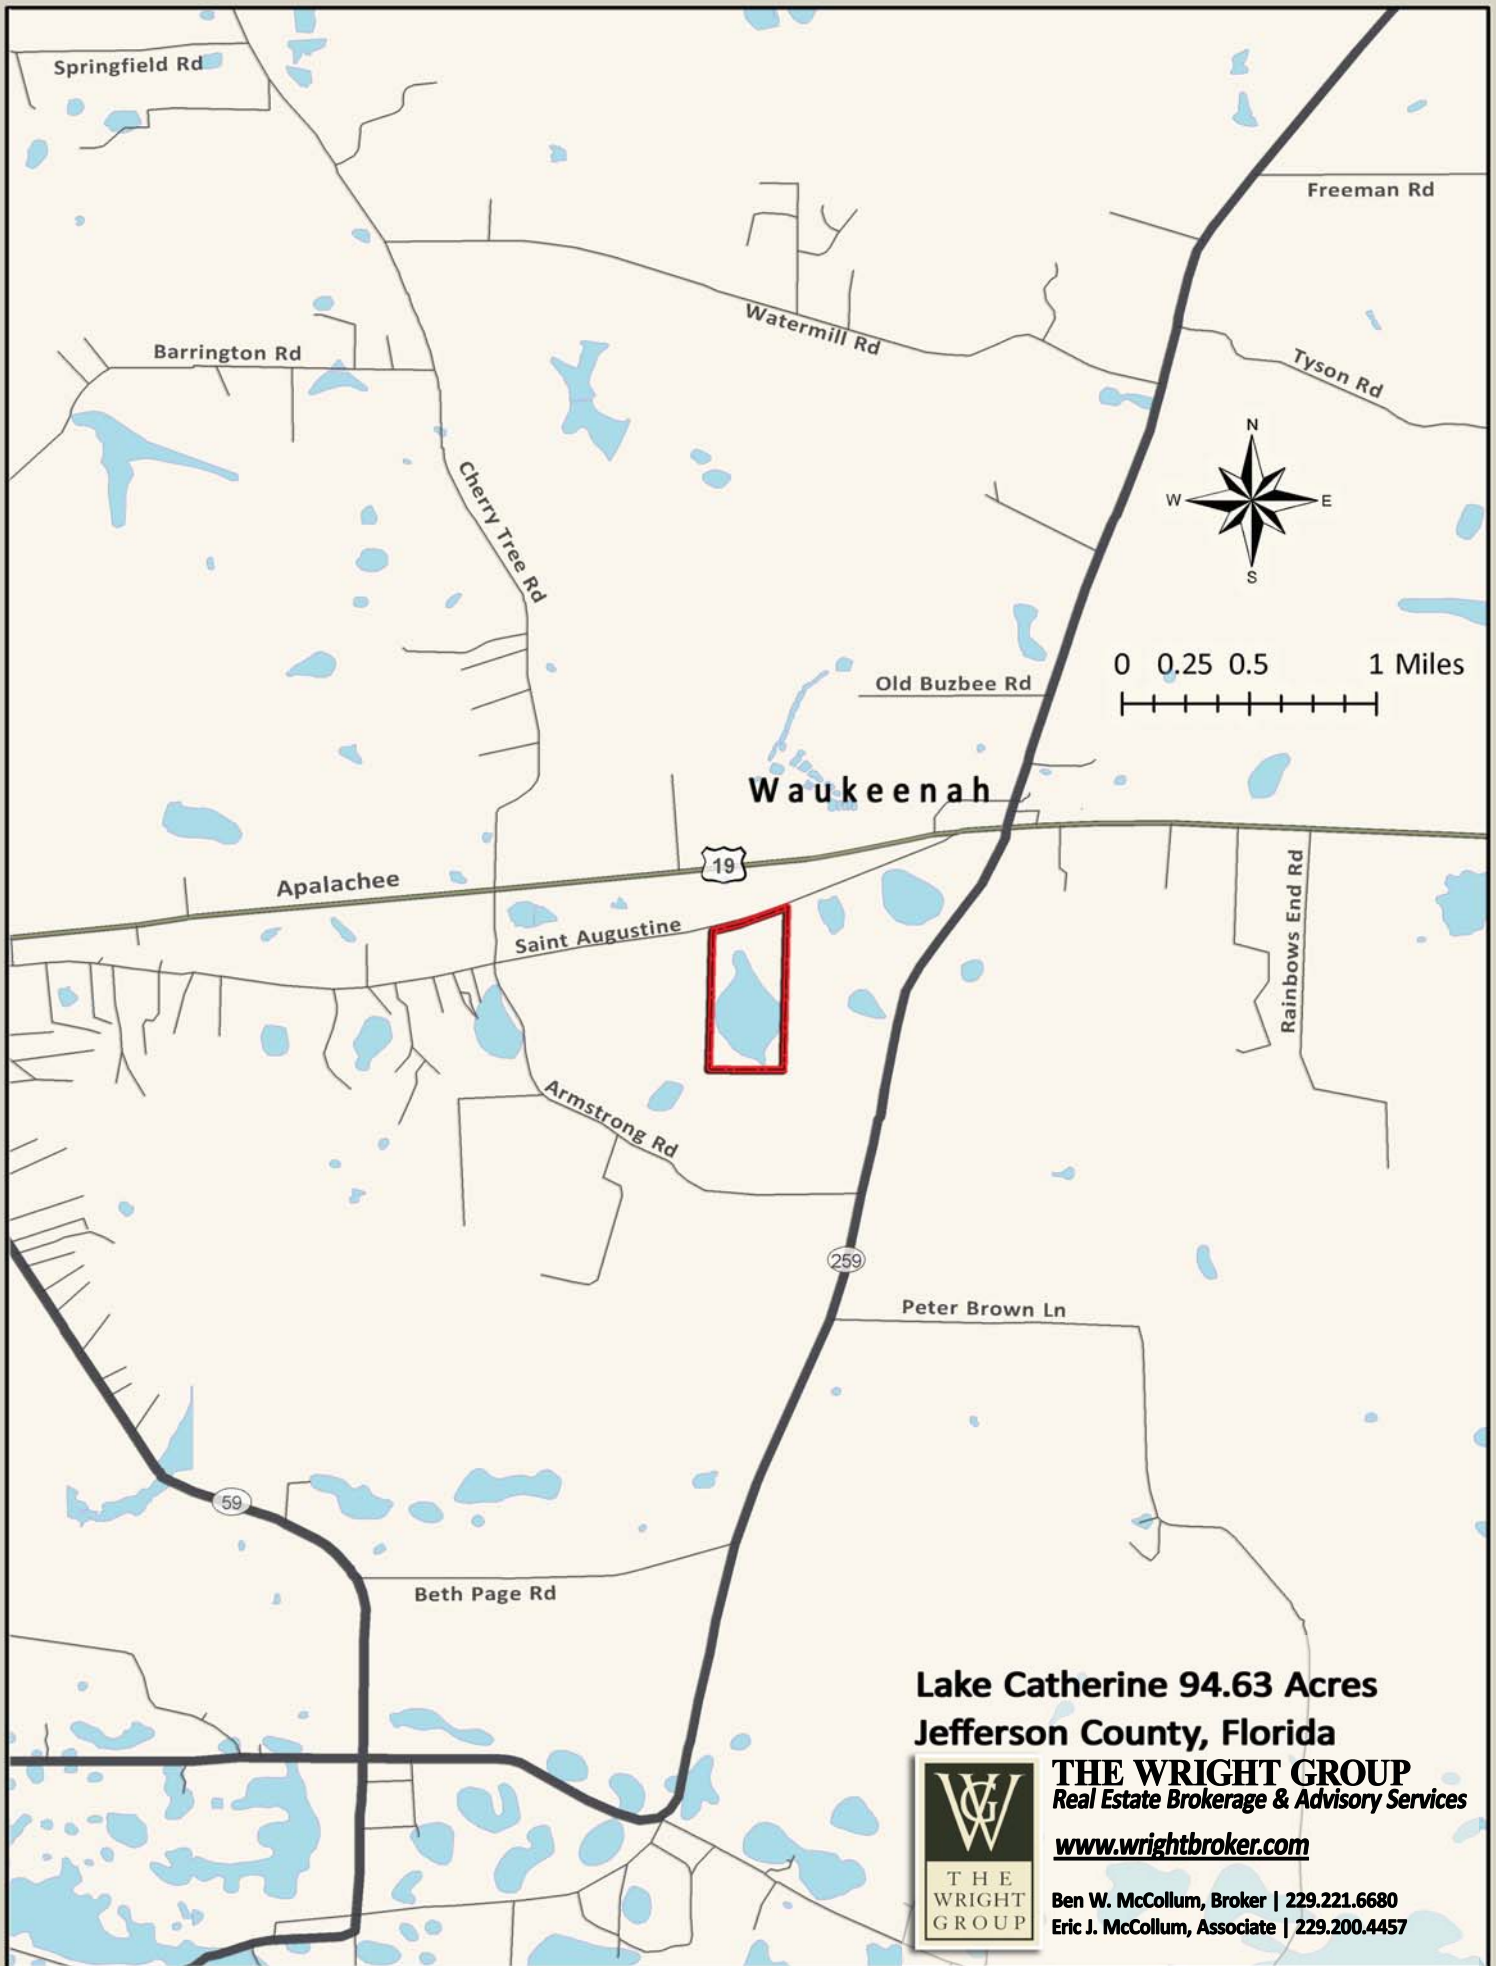 Springfield Rd
Freeman Rd
Watermill Rd
Barrington Rd
Tyson Rd
N
W E
S
Cherry Tree Rd
0 0.25 0.5 1 Miles
Old Buzbee Rd
Waukeenah
19
Apalachee
Saint Augustine
Rainbows End Rd
Armstrong Rd
259
Peter Brown Ln
59
Beth Page Rd
Lake Catherine 94.63 Acres
Jefferson County, Florida
THE WRIGHT GROUP
Real Estate Brokerage & Advisory Services
www.wrightbroker.com
Ben W. McCollum, Broker | 229.221.6680
Eric J. McCollum, Associate | 229.200.4457
WG
THE
WRIGHT
GROUP